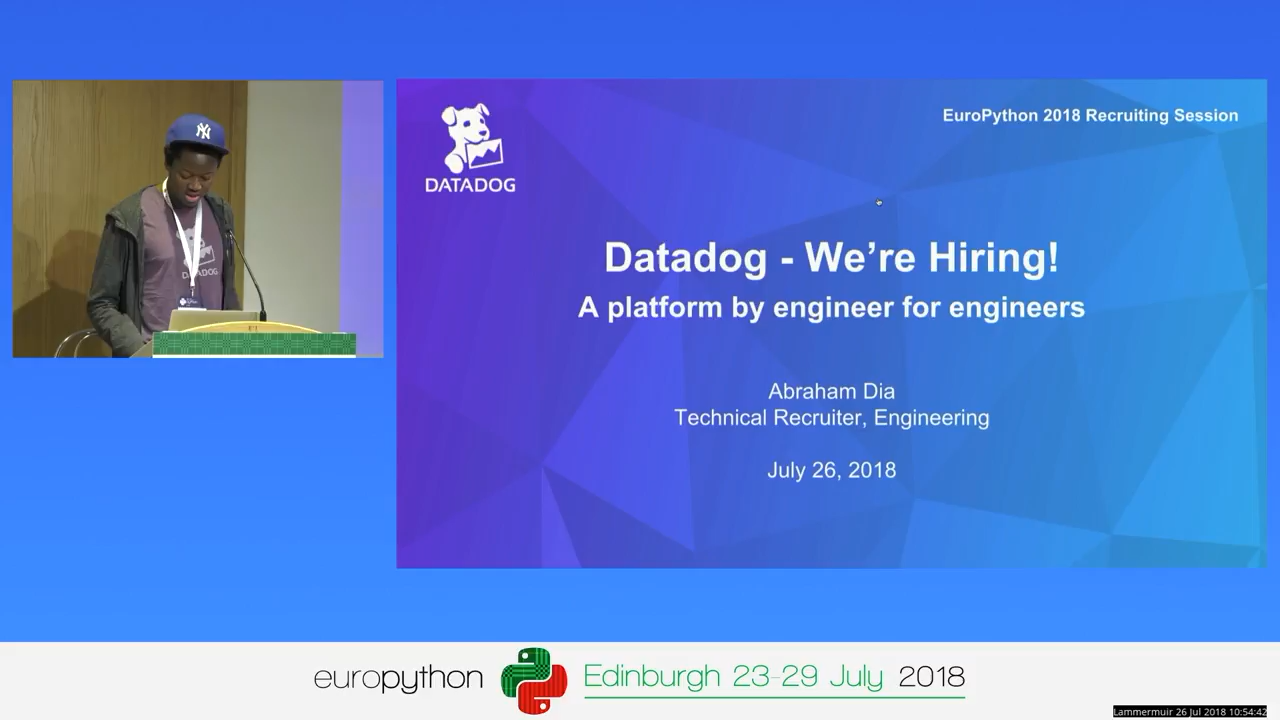 EuroPython 2018 Recruiting Session
DATADOG
Datadog - We're Hiring!
A platform by engineer for engineers
Abraham Dia
Technical Recruiter, Engineering
July 26, 2018
NY
DATADOG
europython Edinburgh 23-29 July 2018
Lammermuir 26 Jul 2018 10:54:42